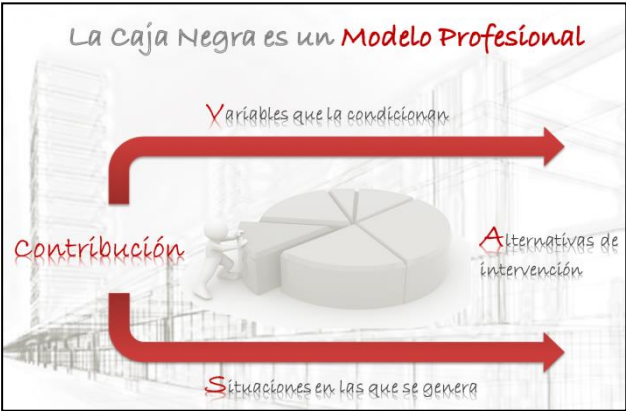 La Caja Negra es un Modelo Profesional
Variables que la condicionan
Contribución
Alternativas de
intervención
Situaciones en las que se genera